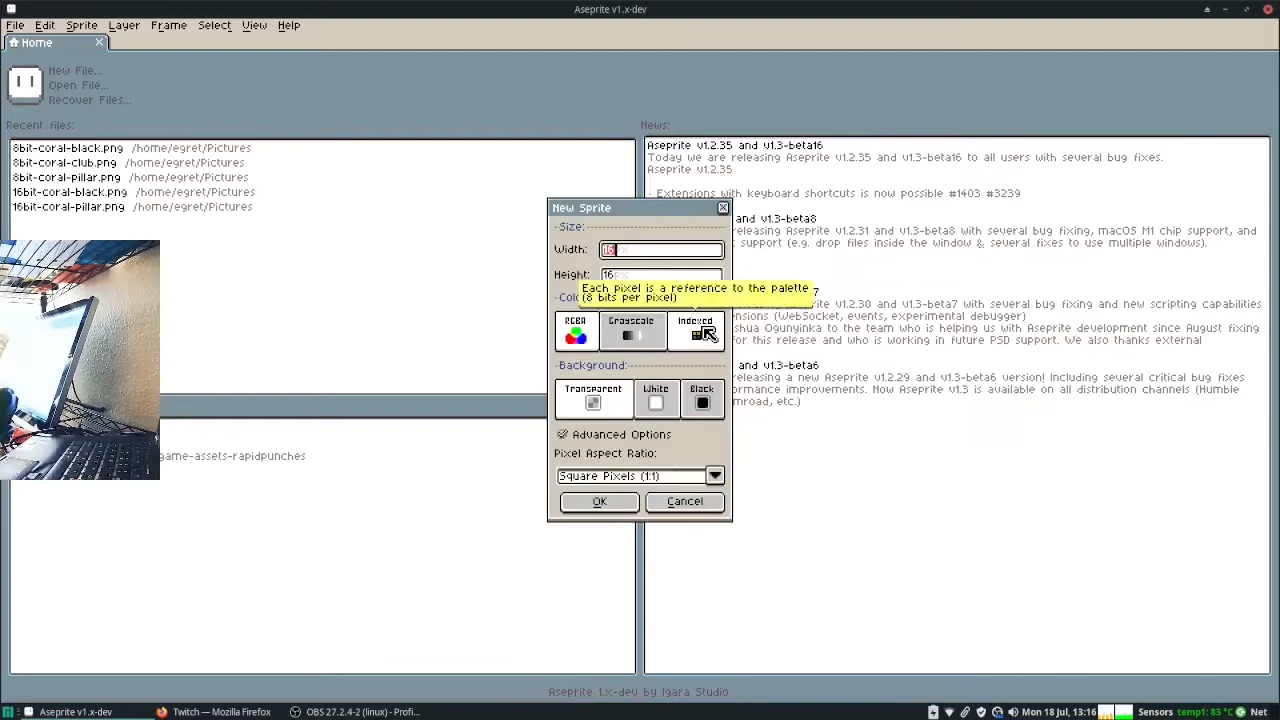 Aseprite v1.x-dev
File Edit Sprite Layer Frame Select View Help
Home
New File...
Open File...
Recover Files...
Recent files:
8bit-coral-black.png /home/egret/Pictures
8bit-coral-club.png /home/egret/Pictures
8bit-coral-pillar.png /home/egret/Pictures
16bit-coral-black.png /home/egret/Pictures
16bit-coral-pillar.png /home/egret/Pictures
game-assets-rapidpunches
News:
Aseprite v1.2.35 and v1.3-beta16
Today we are releasing Aseprite v1.2.35 and v1.3-beta16 to all users with several bug fixes.
Aseprite v1.2.35
- Extensions with keyboard shortcuts is now possible #1403 #3239
and v1.3-beta8
releasing Aseprite v1.2.31 and v1.3-beta8 with several bug fixing, macOS M1 chip support, and
support (e.g. drop files inside the window & several fixes to use multiple windows).
7
Aseprite v1.2.30 and v1.3-beta7 with several bug fixing and new scripting capabilities
ensions (WebSocket, events, experimental debugger)
shua Ogunyinka to the team who is helping us with Aseprite development since August fixing
for this release and who is working in future PSD support. We also thanks external
and v1.3-beta6
releasing a new Aseprite v1.2.29 and v1.3-beta6 version! Including several critical bug fixes
ormance improvements. Now Aseprite v1.3 is available on all distribution channels (Humble
mroad, etc.)
New Sprite
Size:
Width: 16px
Height: 16px
Each pixel is a reference to the palette
(8 bits per pixel)
RGBA Grayscale Indexed
Background:
Transparent White Black
Advanced Options
Pixel Aspect Ratio:
Square Pixels (1:1)
OK Cancel
Aseprite 1.x-dev by Igara Studio
Aseprite v1.x-dev Twitch — Mozilla Firefox OBS 27.2.4-2 (linux) - Profi... Mon 18 Jul, 13:16 Sensors temp1: 83 °C Net